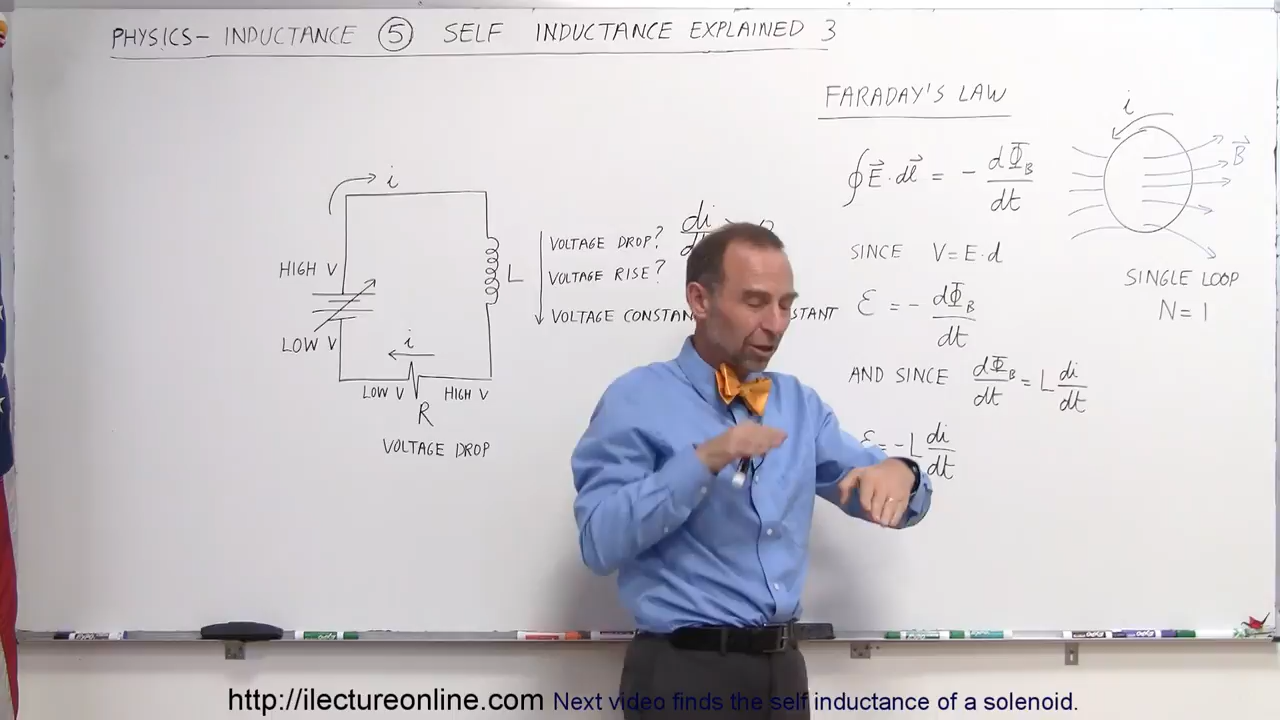 PHYSICS- INDUCTANCE ⑤ SELF INDUCTANCE EXPLAINED 3
i
HIGH V
LOW V
L
i
LOW V HIGH V
R
VOLTAGE DROP
VOLTAGE DROP? di
VOLTAGE RISE?
VOLTAGE
FARADAY'S LAW
∮E⃗·dl⃗ = - dΦB/dt
SINCE V=E·d
ε = - dΦB/dt
AND SINCE dΦB/dt = L di/dt
ε = -L di/dt
i
B⃗
SINGLE LOOP
N=1
http://ilectureonline.com Next video finds the self inductance of a solenoid.